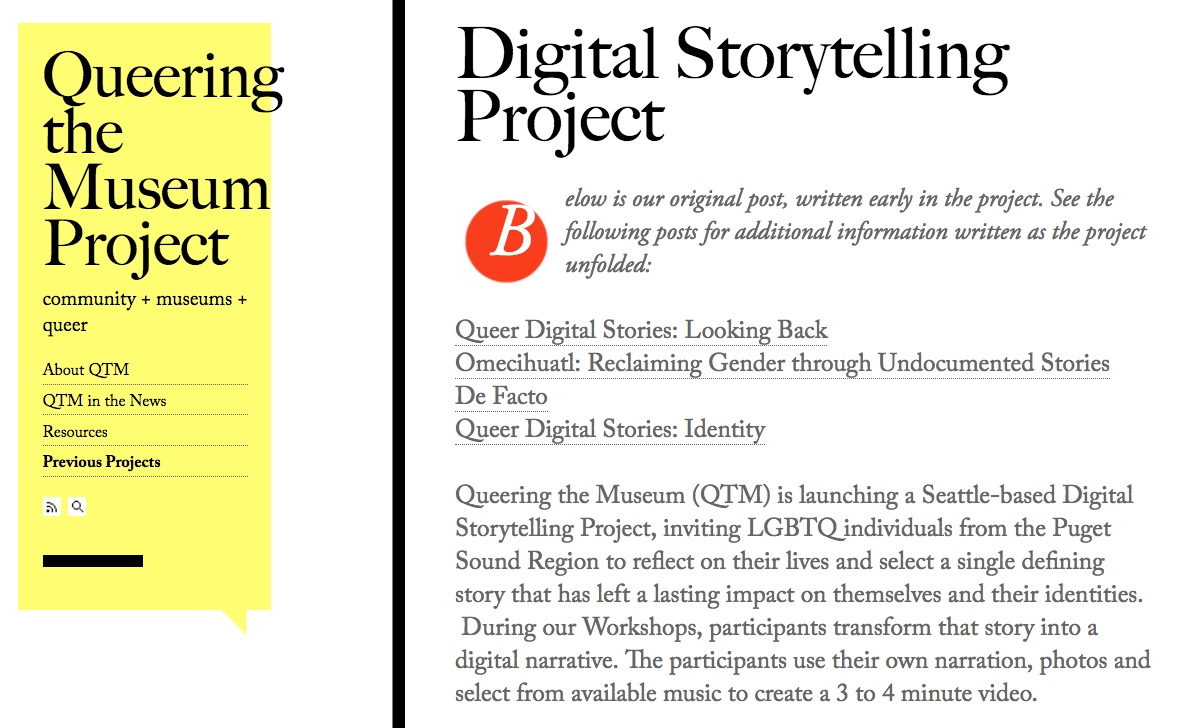 Queering
the
Museum
Project
community + museums +
queer
About QTM
QTM in the News
Resources
Previous Projects
Digital Storytelling
Project
Below is our original post, written early in the project. See the
following posts for additional information written as the project
unfolded:
Queer Digital Stories: Looking Back
Omecihuatl: Reclaiming Gender through Undocumented Stories
De Facto
Queer Digital Stories: Identity
Queering the Museum (QTM) is launching a Seattle-based Digital
Storytelling Project, inviting LGBTQ individuals from the Puget
Sound Region to reflect on their lives and select a single defining
story that has left a lasting impact on themselves and their identities.
During our Workshops, participants transform that story into a
digital narrative. The participants use their own narration, photos and
select from available music to create a 3 to 4 minute video.